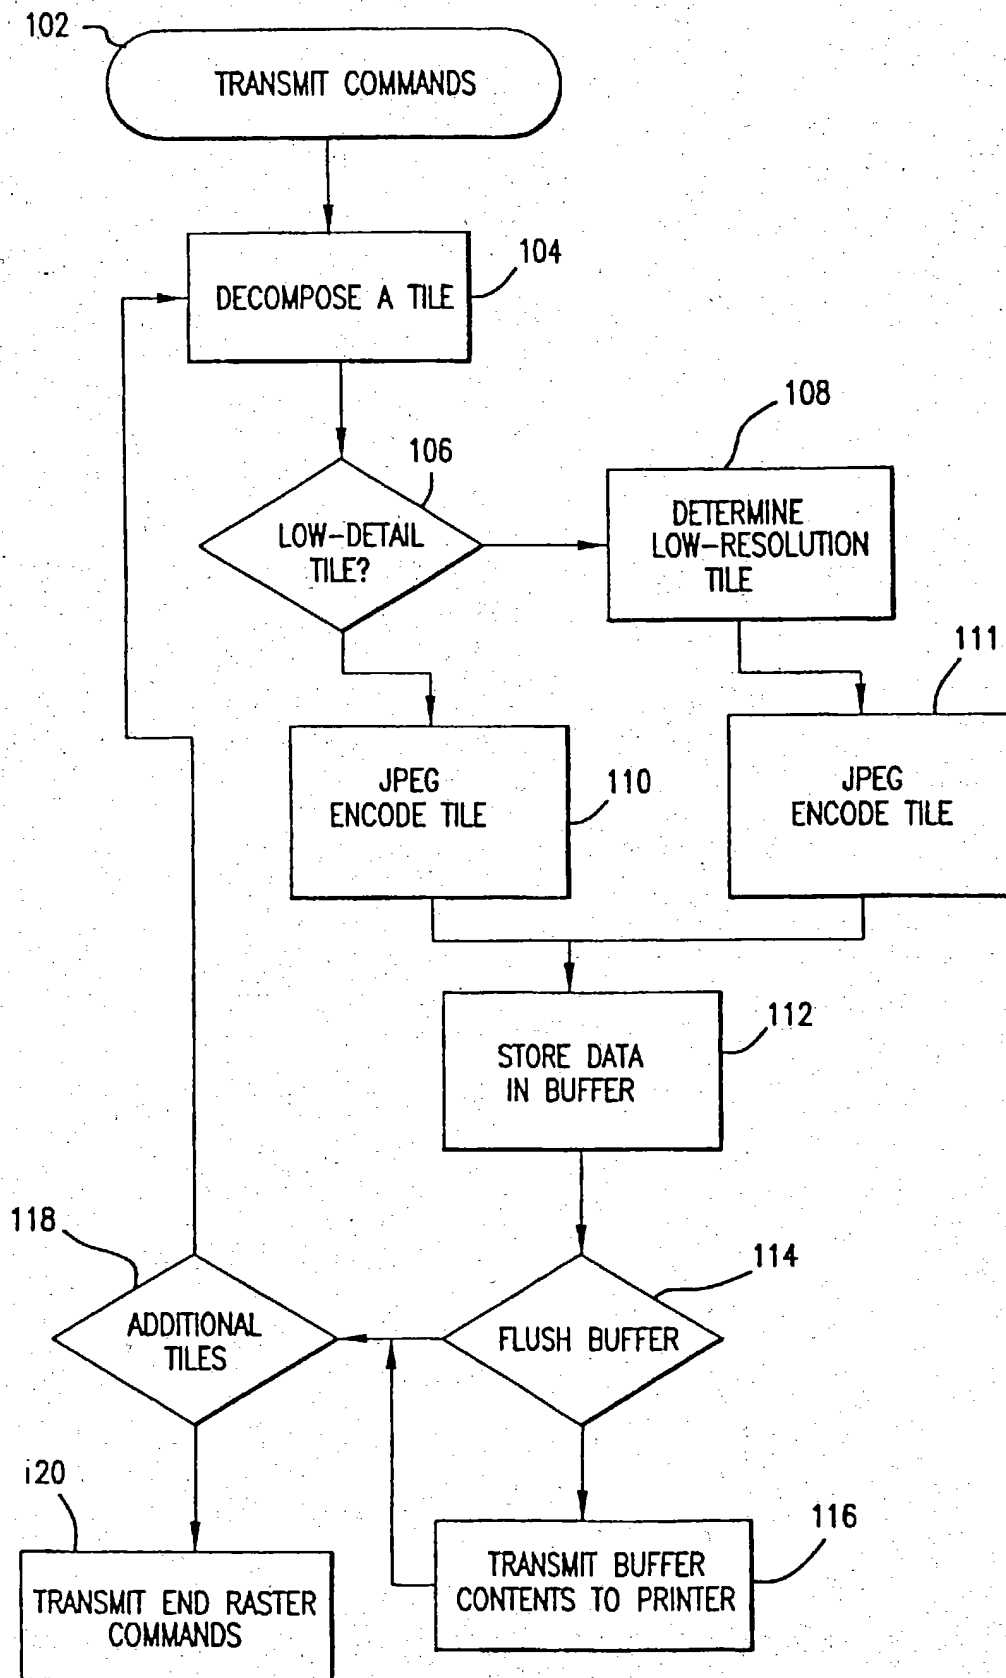 102
TRANSMIT COMMANDS
104
DECOMPOSE A TILE
108
106
LOW-DETAIL
TILE?
DETERMINE
LOW-RESOLUTION
TILE
111
JPEG
ENCODE TILE
110
JPEG
ENCODE TILE
112
STORE DATA
IN BUFFER
118
114
ADDITIONAL
TILES
FLUSH BUFFER
i20
116
TRANSMIT BUFFER
CONTENTS TO PRINTER
TRANSMIT END RASTER
COMMANDS